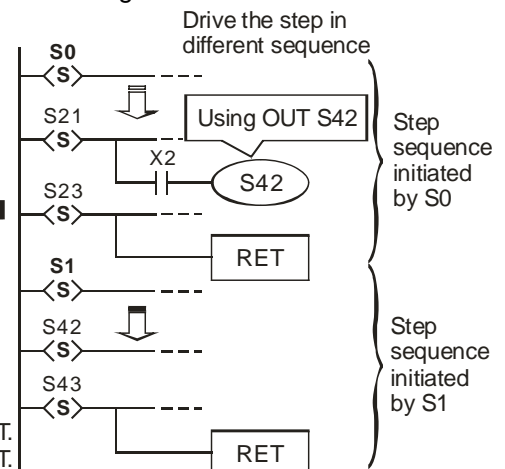 Drive the step in
different sequence
S0
S
S21
S
Using OUT S42
X2
S42
S23
S
RET
Step
sequence
initiated
by S0
S1
S
S42
S
S43
S
RET
Step
sequence
initiated
by S1
T.
T.